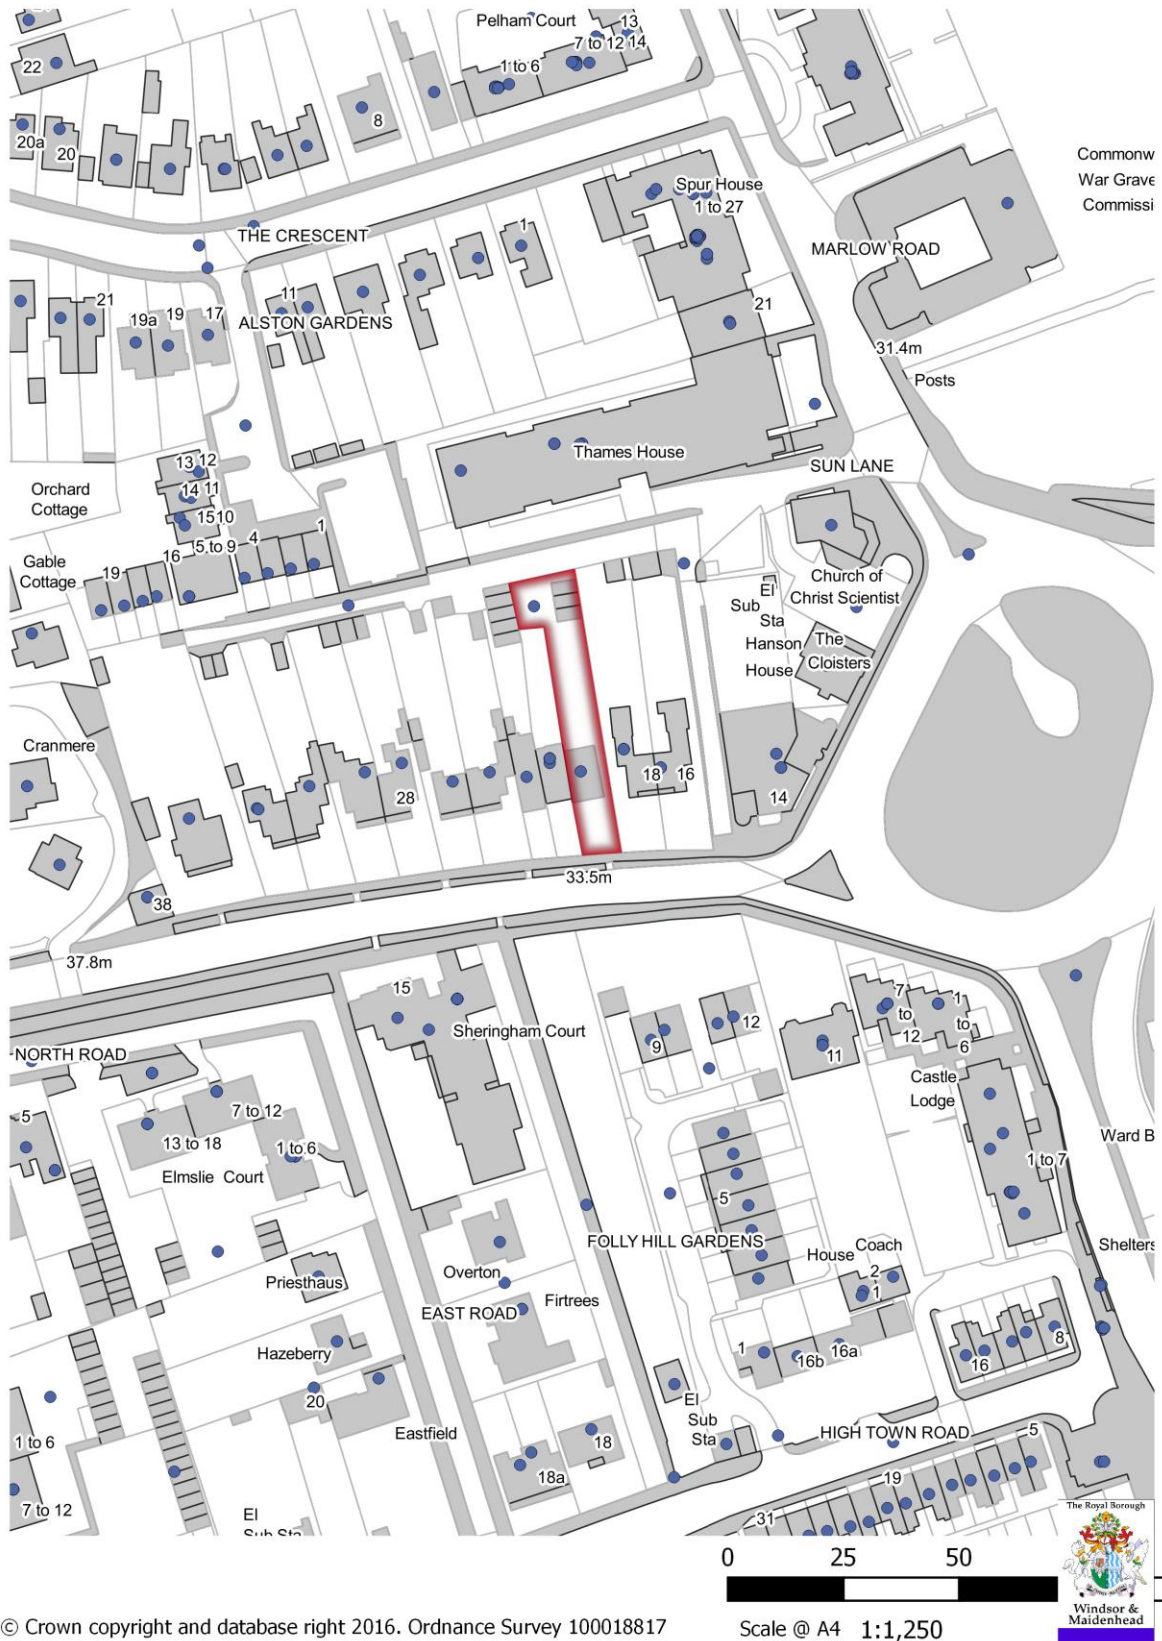 Pelham Court
13
14
7 to 12
1 to 6
22
8
20a
20
Commonw
War Grave
Commissi
Spur House
1 to 27
THE CRESCENT
1
MARLOW ROAD
21
11
19a
19
17
ALSTON GARDENS
21
31.4m
Posts
Thames House
SUN LANE
13
12
Orchard
Cottage
14
11
15
10
1
16
5 to 9
4
Gable
Cottage
19
Church of
Christ Scientist
El
Sub
Sta
Hanson
House
The
Cloisters
Cranmere
28
18
16
14
33.5m
38
37.8m
15
Sheringham Court
9
12
7
to
12
1
to
6
11
NORTH ROAD
Castle
Lodge
5
7 to 12
13 to 18
1 to 6
Elmslie Court
Ward B
1 to 7
5
FOLLY HILL GARDENS
House
Coach
2
1
Shelters
Overton
Priesthaus
Firtrees
EAST ROAD
Hazeberry
1
16b
16a
16
8
20
El
Sub
Sta
Eastfield
HIGH TOWN ROAD
5
1 to 6
18
18a
19
7 to 12
El
Sub Sta
31
The Royal Borough
Windsor &
Maidenhead
0
25
50
© Crown copyright and database right 2016. Ordnance Survey 100018817
Scale @ A4 1:1,250